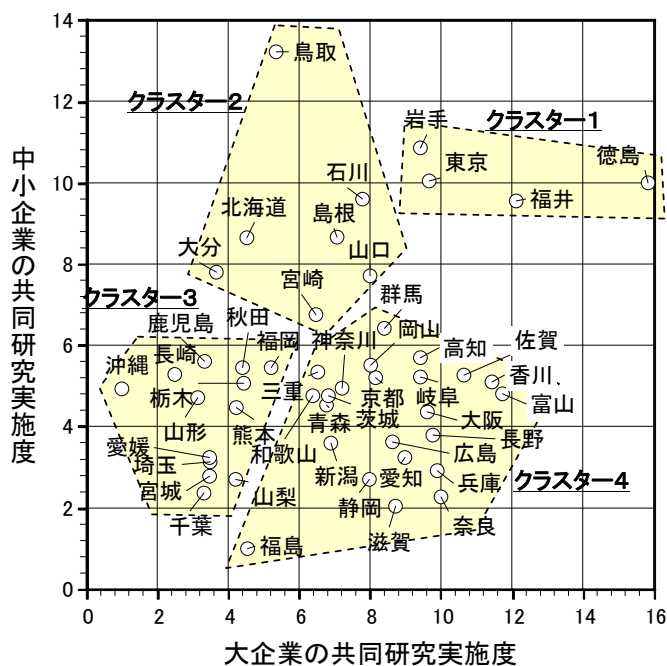 14
12
10
8
6
4
2
0
中小企業の共同研究実施度
鳥取
クラスター2
クラスター1
岩手
東京
徳島
福井
石川
北海道
島根
大分
山口
宮崎
クラスター3
群馬
鹿児島
秋田
福岡
神奈川
岡山
高知
佐賀
沖縄
長崎
栃木
三重
京都
岐阜
香川
富山
山形
熊本
青森
茨城
大阪
愛媛
埼玉
宮城
和歌山
広島
長野
千葉
山梨
新潟
愛知
静岡
兵庫
クラスター4
滋賀
奈良
福島
0 2 4 6 8 10 12 14 16
大企業の共同研究実施度